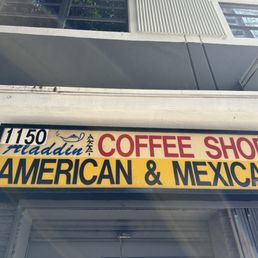 1150
Aladdin
COFFEE SHO
AMERICAN & MEXICA